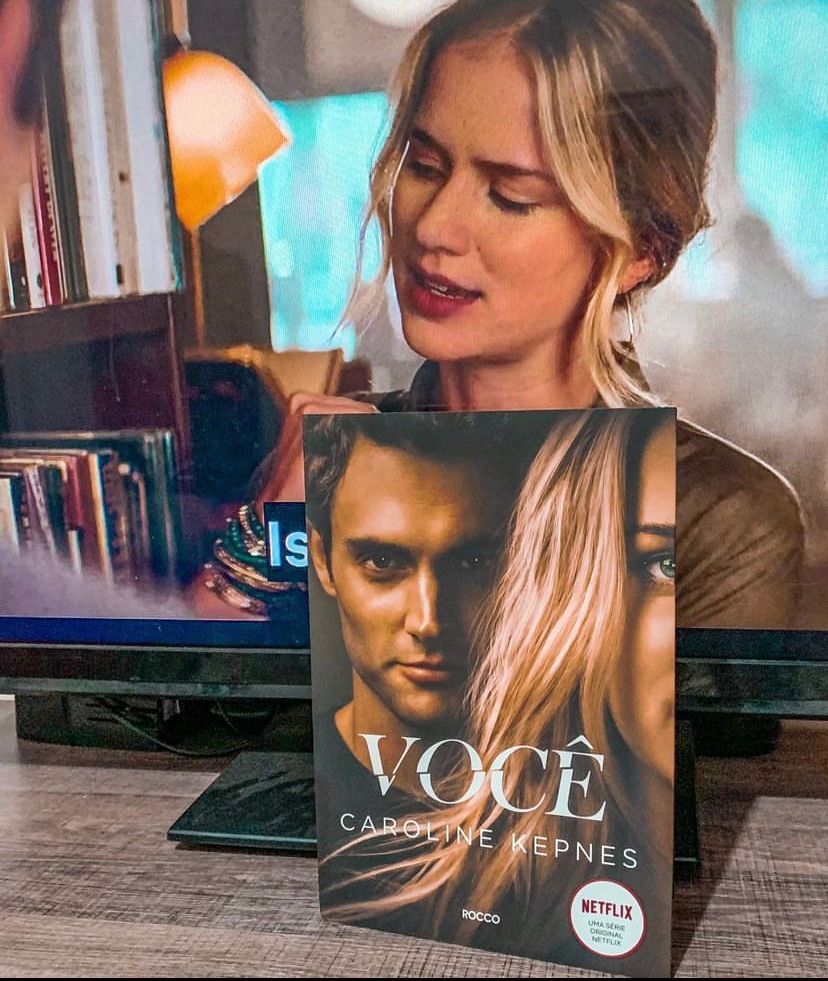 Is
VOCÊ
CAROLINE KEPNES
ROCCO
NETFLIX
UMA SÉRIE
ORIGINAL
NETFLIX